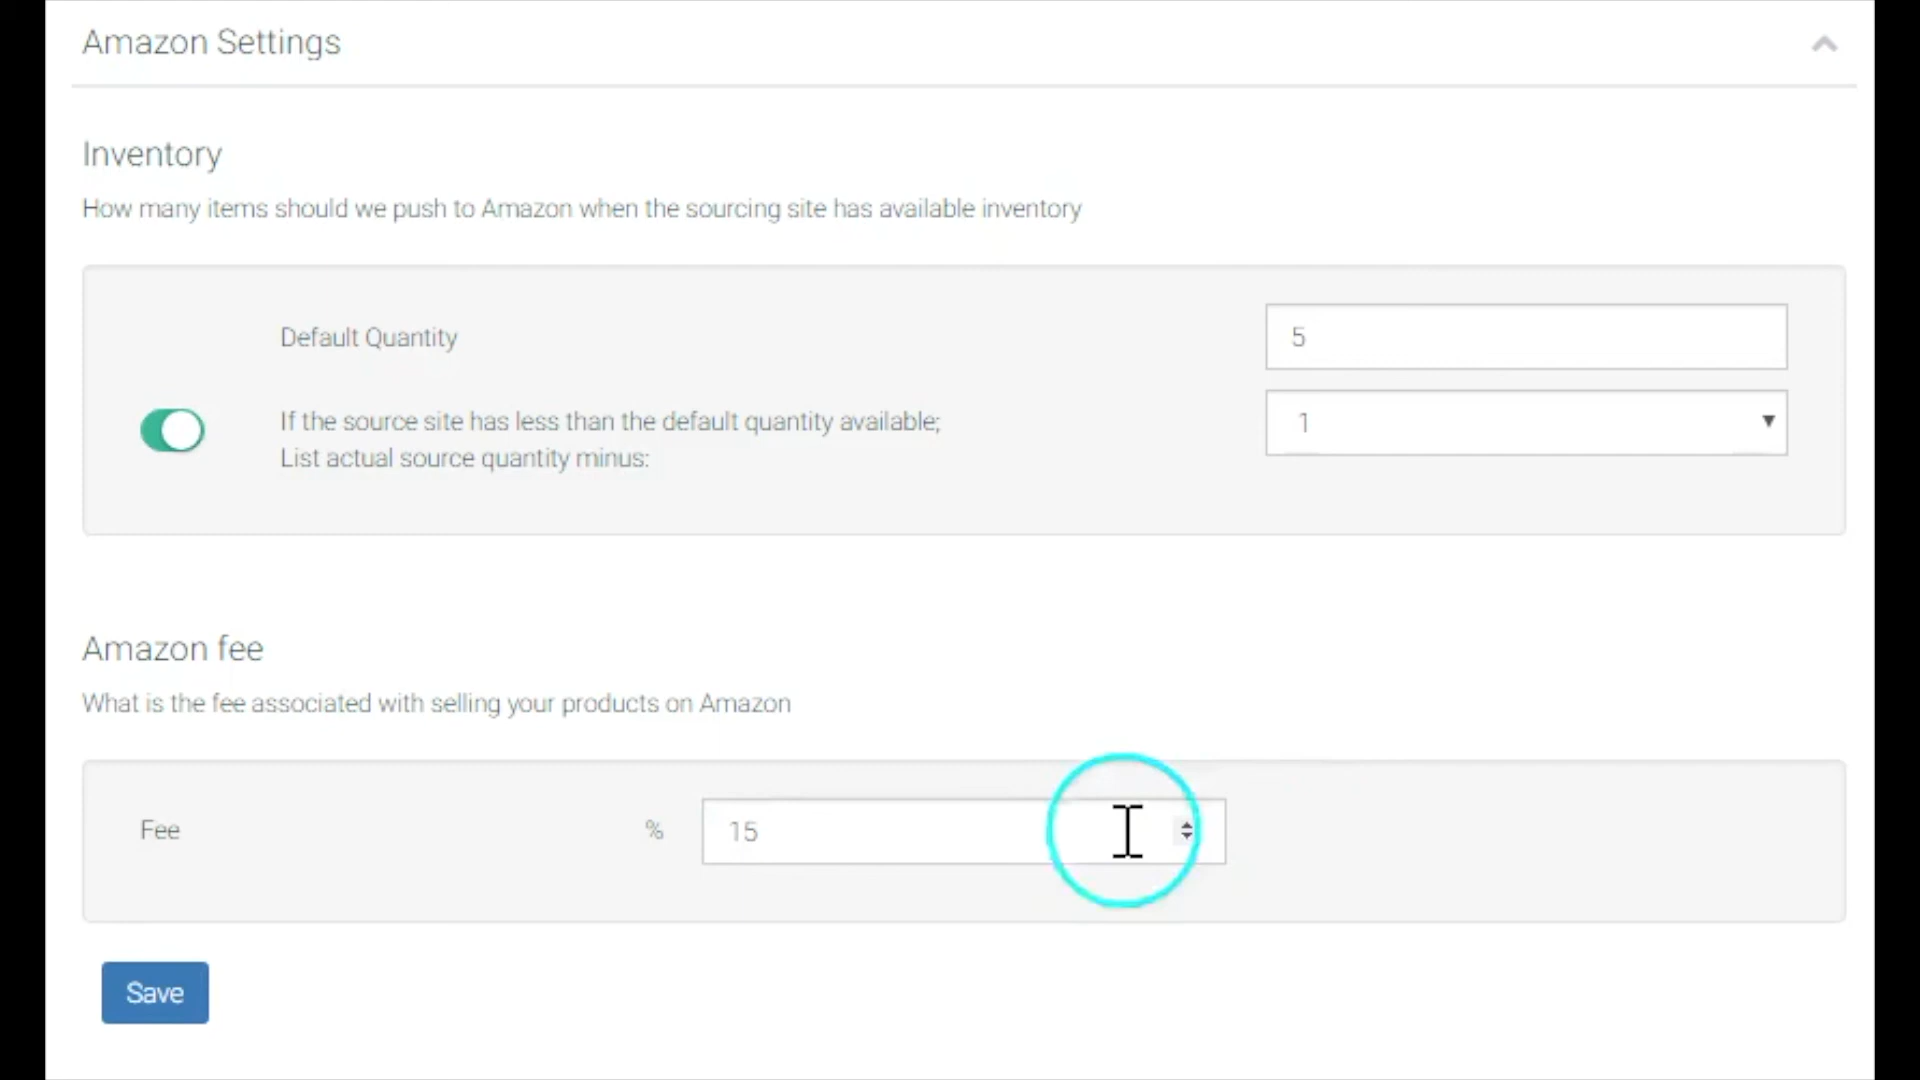 Amazon Settings
Inventory
How many items should we push to Amazon when the sourcing site has available inventory
Default Quantity
5
If the source site has less than the default quantity available;
List actual source quantity minus:
1
Amazon fee
What is the fee associated with selling your products on Amazon
Fee
%
15
Save